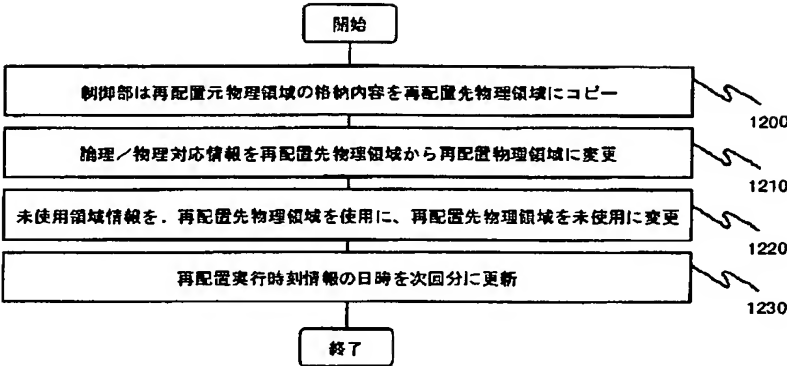 開始
制御部は再配置元物理領域の格納内容を再配置先物理領域にコピー
1200
論理/物理対応情報を再配置先物理領域から再配置物理領域に変更
1210
未使用領域情報を．再配置先物理領域を使用に、再配置先物理領域を未使用に変更
1220
再配置実行時刻情報の日時を次回分に更新
1230
終了